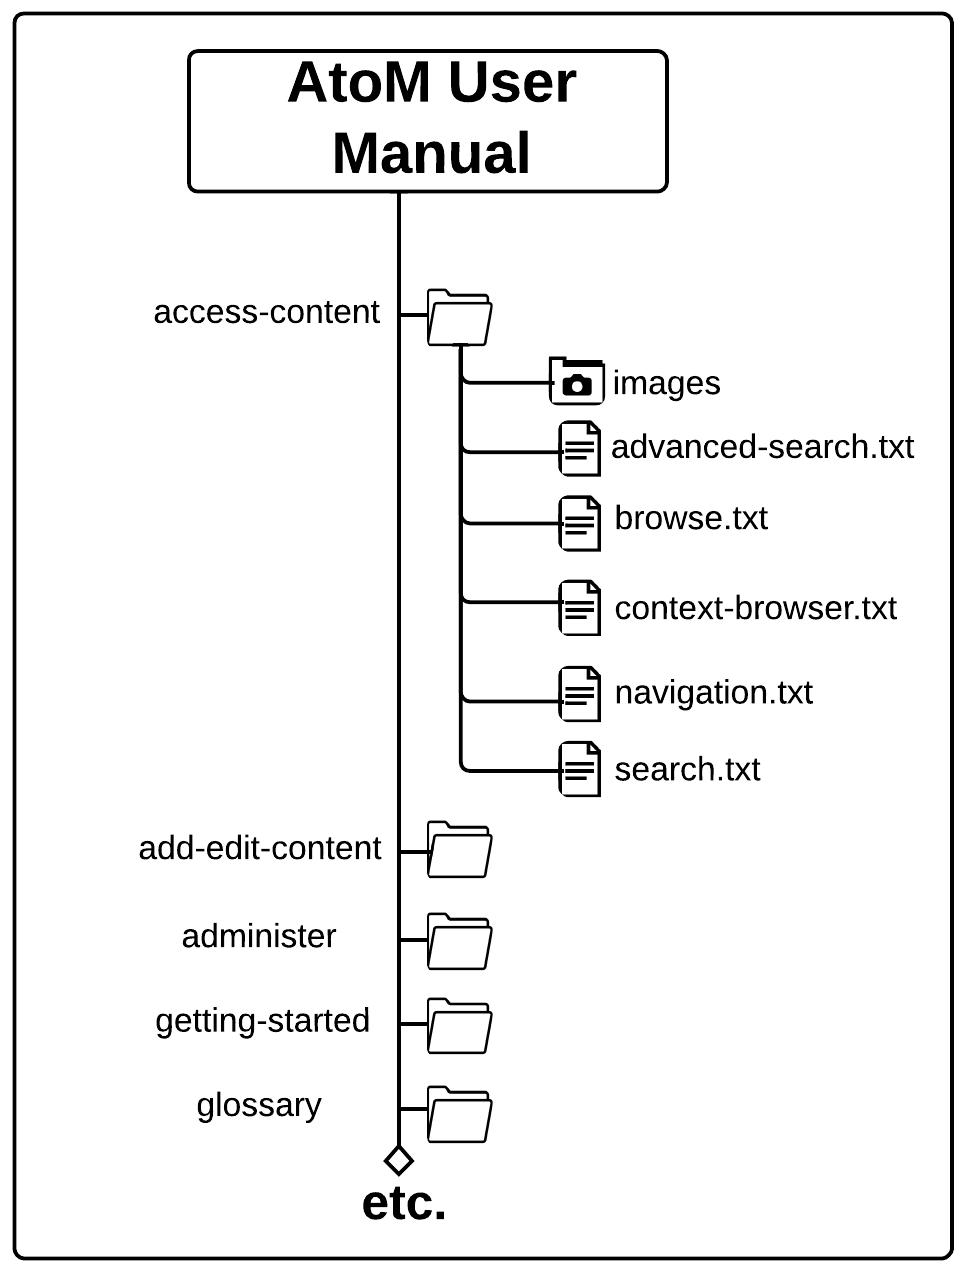 AtoM User
Manual
access-content
images
advanced-search.txt
browse.txt
context-browser.txt
navigation.txt
search.txt
add-edit-content
administer
getting-started
glossary
etc.